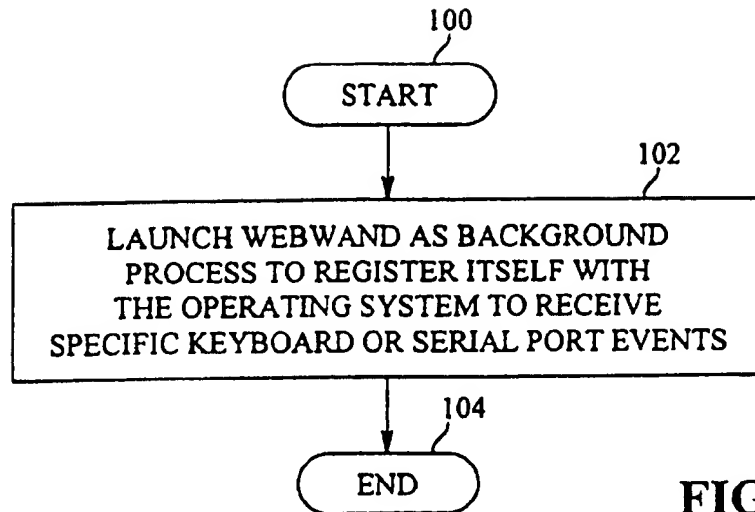 100
START
102
LAUNCH WEBWAND AS BACKGROUND
PROCESS TO REGISTER ITSELF WITH
THE OPERATING SYSTEM TO RECEIVE
SPECIFIC KEYBOARD OR SERIAL PORT EVENTS
104
END
FIG